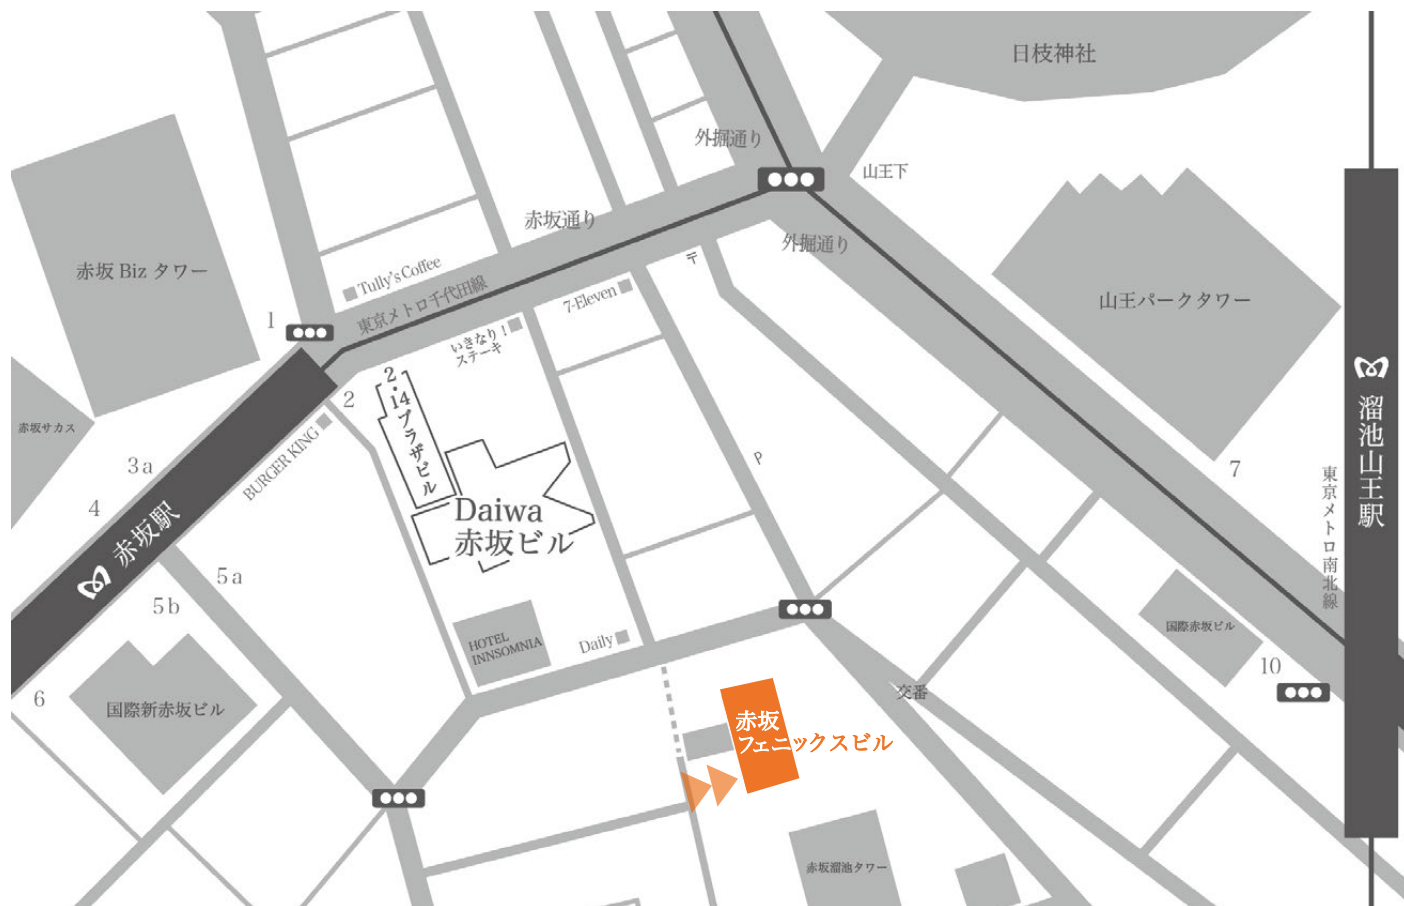 日枝神社
外掘通り
山王下
赤坂通り
外掘通り
〒
赤坂 Biz タワー
Tully's Coffee
東京メトロ千代田線
7-Eleven
山王パークタワー
1
いきなり！
ステーキ
2
2・14プラザビル
赤坂サカス
BURGER KING
3a
4
赤坂駅
P
7
溜池山王駅
東京メトロ南北線
Daiwa
赤坂ビル
5a
5b
HOTEL
INNSOMNIA
Daily
国際赤坂ビル
10
6
国際新赤坂ビル
交番
赤坂
フェニックスビル
赤坂溜池タワー